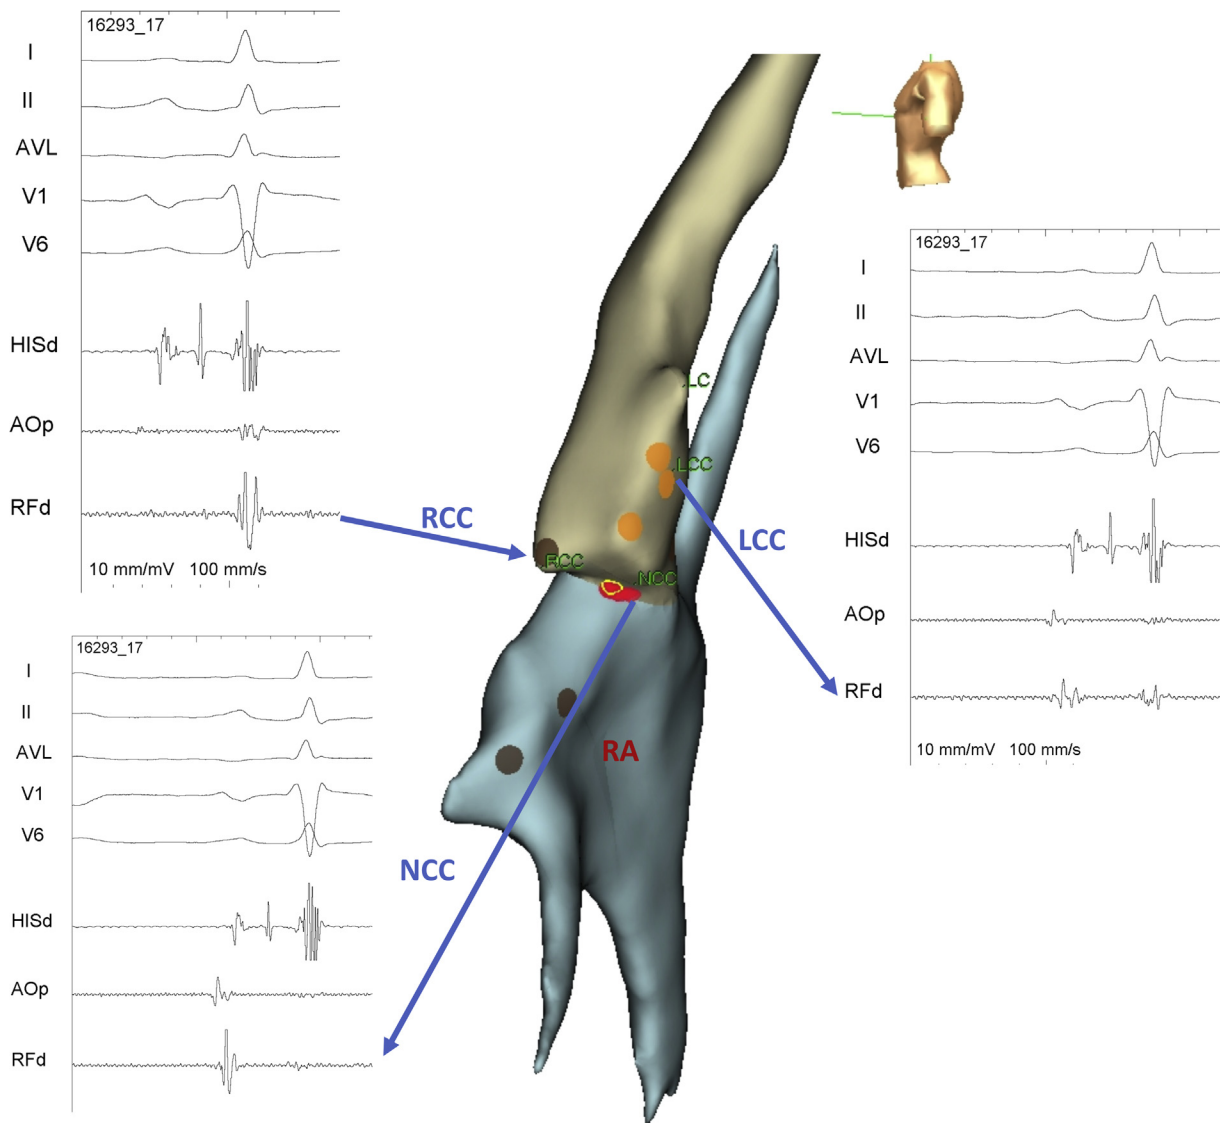 16293_17
I
II
AVL
V1
V6
HISd
AOp
RFd
10 mm/mV 100 mm/s
RCC
LCC
NCC
RA
.LC
.LCC
.RCC
.NCC
16293_17
I
II
AVL
V1
V6
HISd
AOp
RFd
10 mm/mV 100 mm/s
16293_17
I
II
AVL
V1
V6
HISd
AOp
RFd